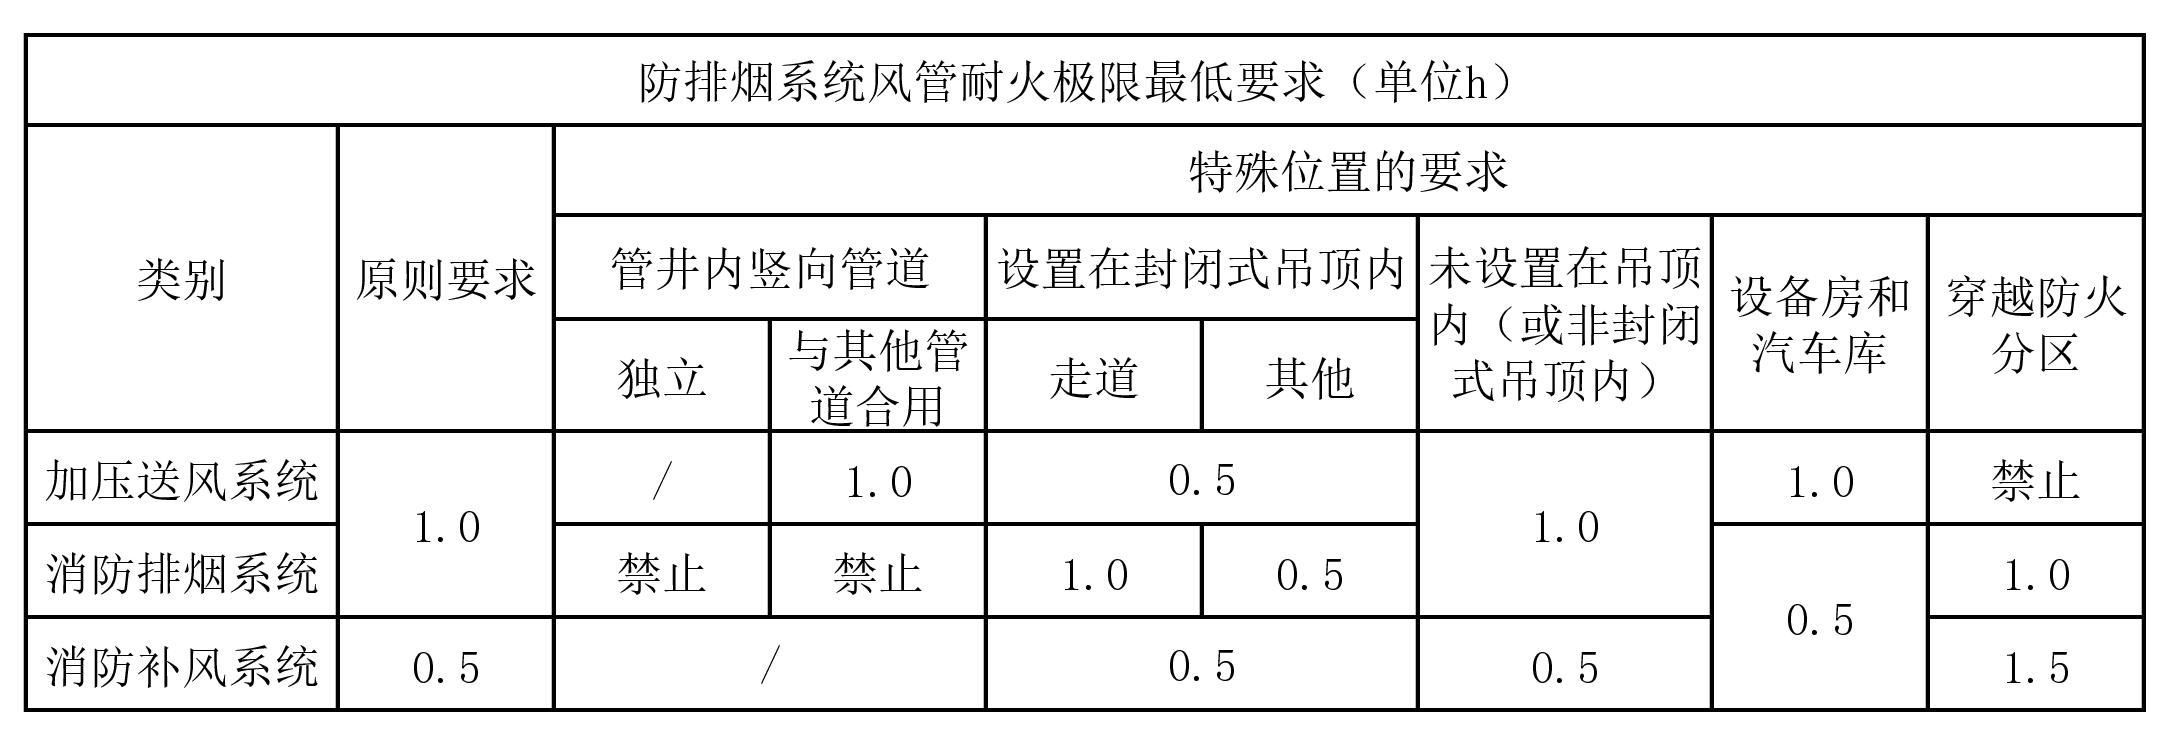 防排烟系统风管耐火极限最低要求（单位h）
类别
原则要求
特殊位置的要求
管井内竖向管道
设置在封闭式吊顶内
未设置在吊顶
内（或非封闭
式吊顶内）
设备房和
汽车库
穿越防火
分区
独立
与其他管
道合用
走道
其他
加压送风系统
1.0
/
1.0
0.5
1.0
1.0
禁止
消防排烟系统
禁止
禁止
1.0
0.5
0.5
1.0
消防补风系统
0.5
/
0.5
0.5
1.5